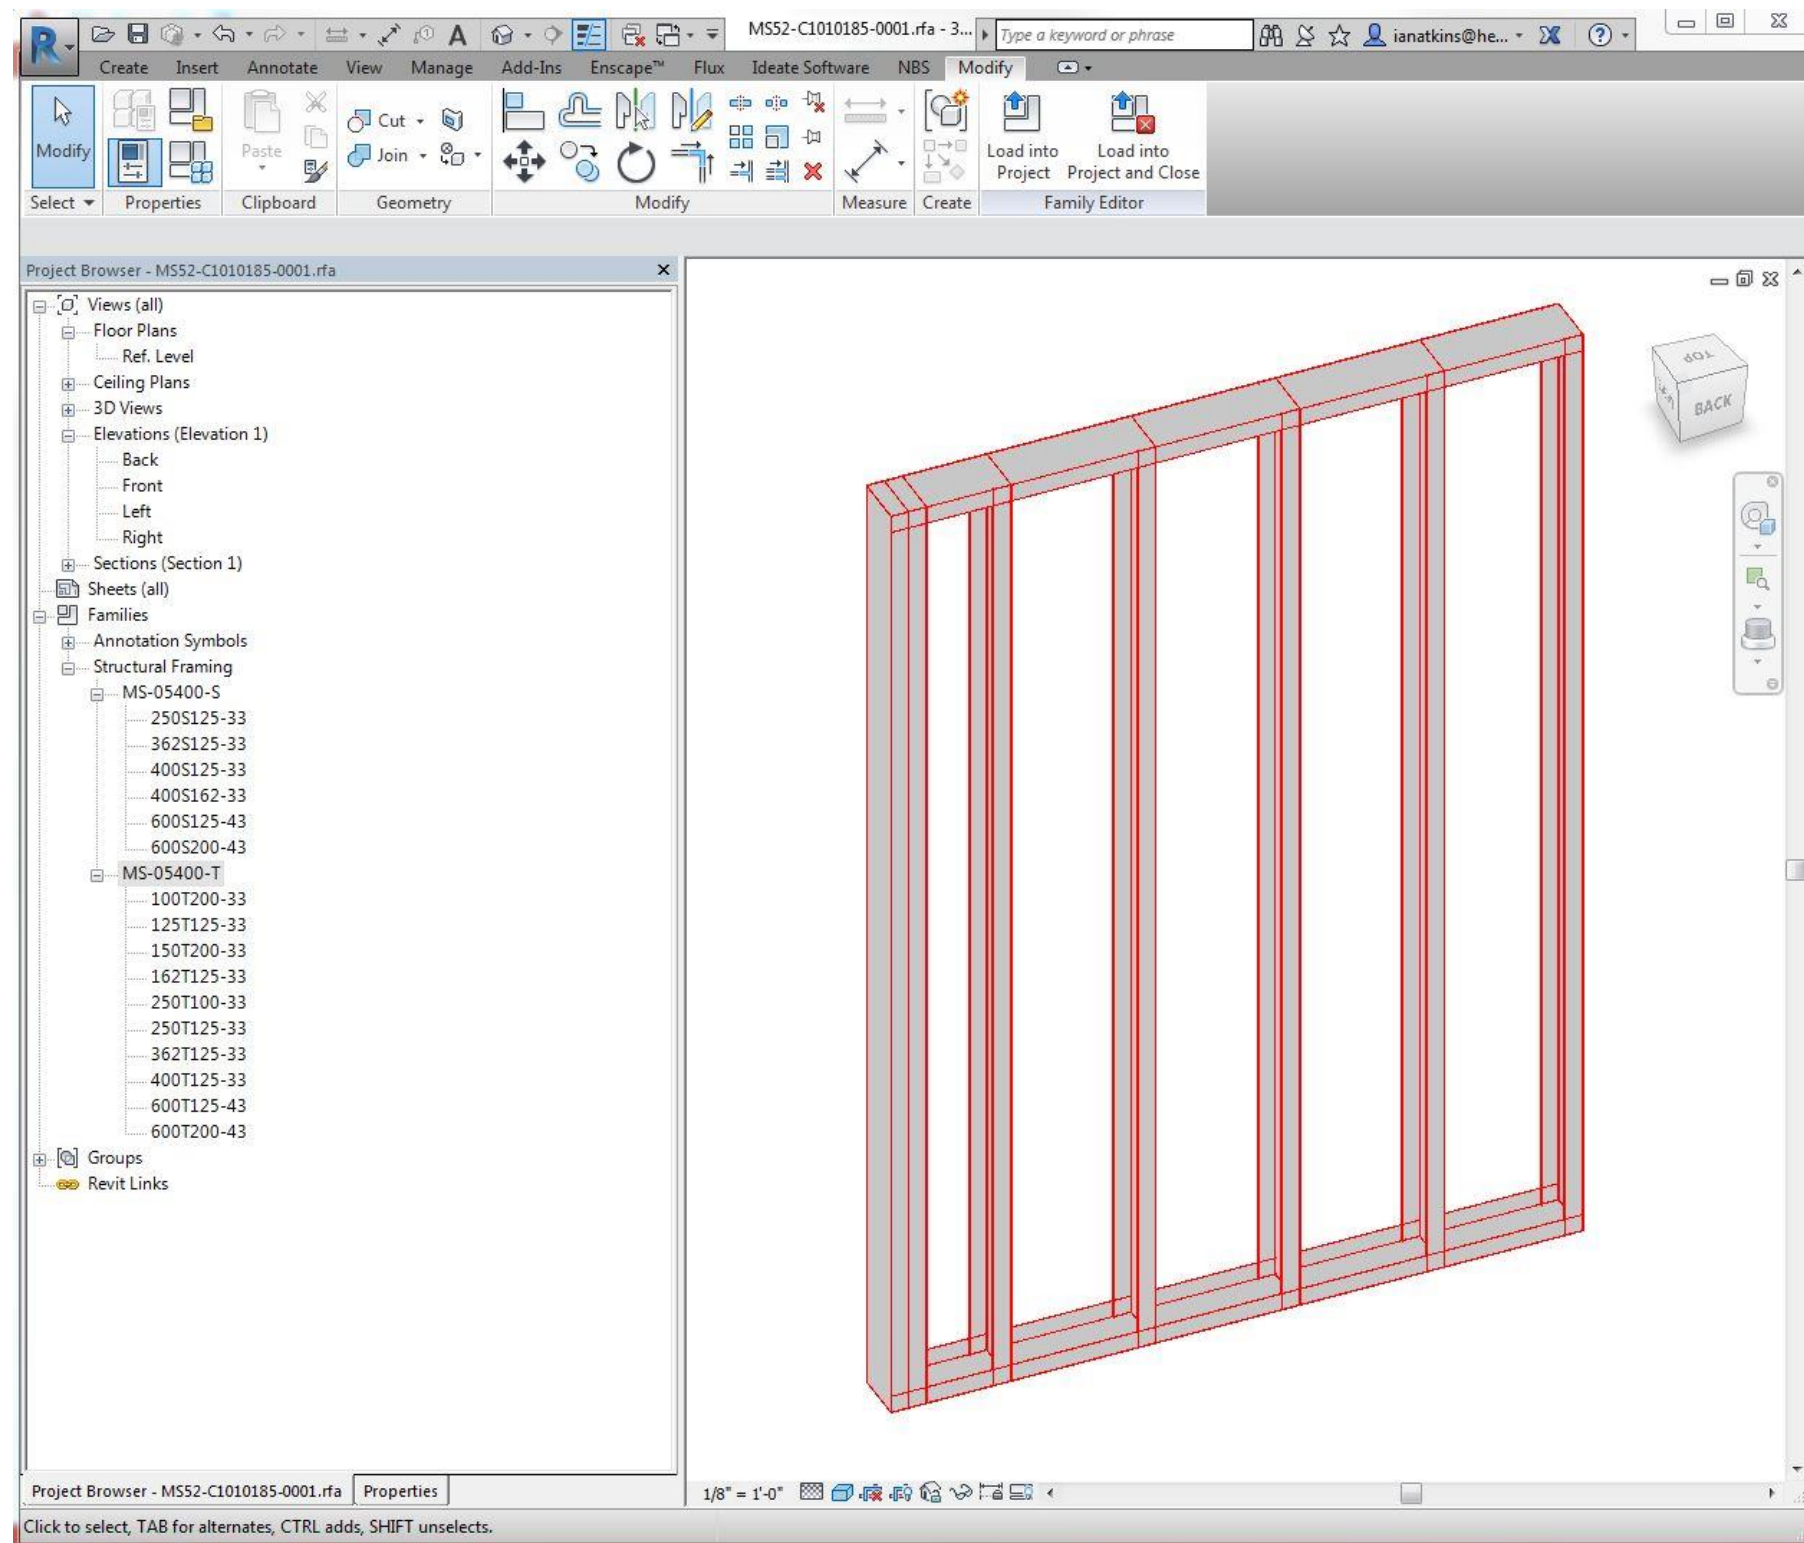 MS52-C1010185-0001.rfa - 3...
Type a keyword or phrase
ianatkins@he...
Create Insert Annotate View Manage Add-Ins Enscape™ Flux Ideate Software NBS Modify
Modify
Paste
Cut
Join
Load into Project
Load into Project and Close
Select Properties Clipboard Geometry Modify Measure Create Family Editor
Project Browser - MS52-C1010185-0001.rfa
Views (all)
Floor Plans
Ref. Level
Ceiling Plans
3D Views
Elevations (Elevation 1)
Back
Front
Left
Right
Sections (Section 1)
Sheets (all)
Families
Annotation Symbols
Structural Framing
MS-05400-S
250S125-33
362S125-33
400S125-33
400S162-33
600S125-43
600S200-43
MS-05400-T
100T200-33
125T125-33
150T200-33
162T125-33
250T100-33
250T125-33
362T125-33
400T125-33
600T125-43
600T200-43
Groups
Revit Links
TOP
BACK
Project Browser - MS52-C1010185-0001.rfa
Properties
1/8" = 1'-0"
Click to select, TAB for alternates, CTRL adds, SHIFT unselects.